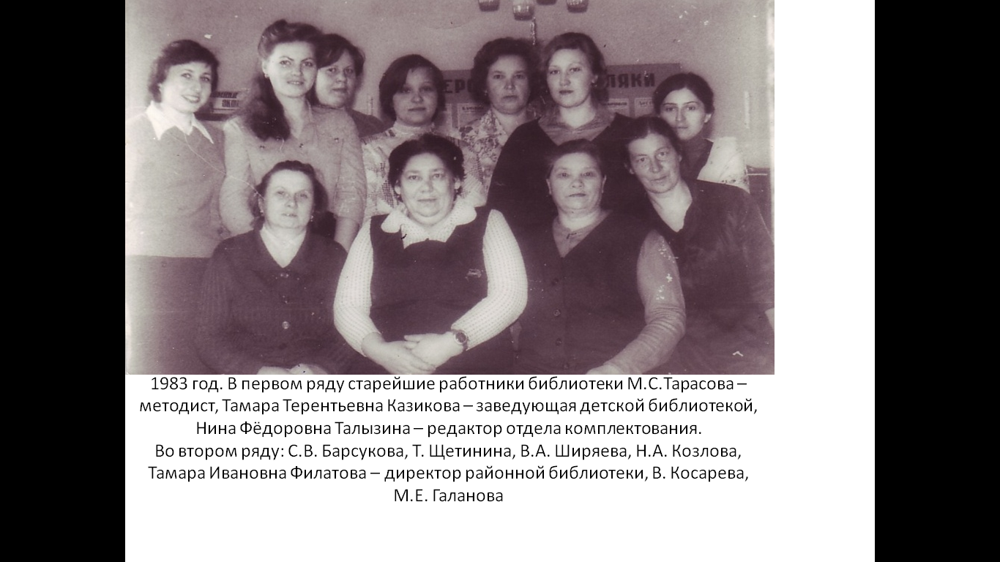 ЕРО ЛЯКИ
1983 год. В первом ряду старейшие работники библиотеки М.С.Тарасова –
методист, Тамара Терентьевна Казикова – заведующая детской библиотекой,
Нина Фёдоровна Талызина – редактор отдела комплектования.
Во втором ряду: С.В. Барсукова, Т. Щетинина, В.А. Ширяева, Н.А. Козлова,
Тамара Ивановна Филатова – директор районной библиотеки, В. Косарева,
М.Е. Галанова